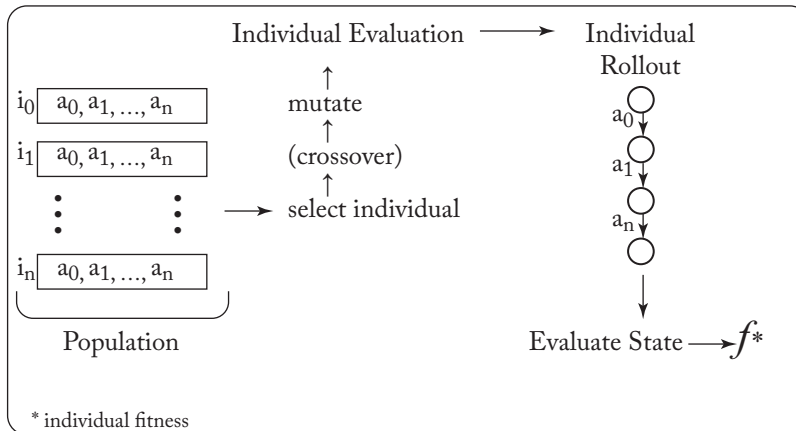 Individual Evaluation
Individual
Rollout
i0 a0, a1, ..., an
mutate
a0
i1 a0, a1, ..., an
(crossover)
a1
select individual
an
in a0, a1, ..., an
Population
Evaluate State
f*
* individual fitness